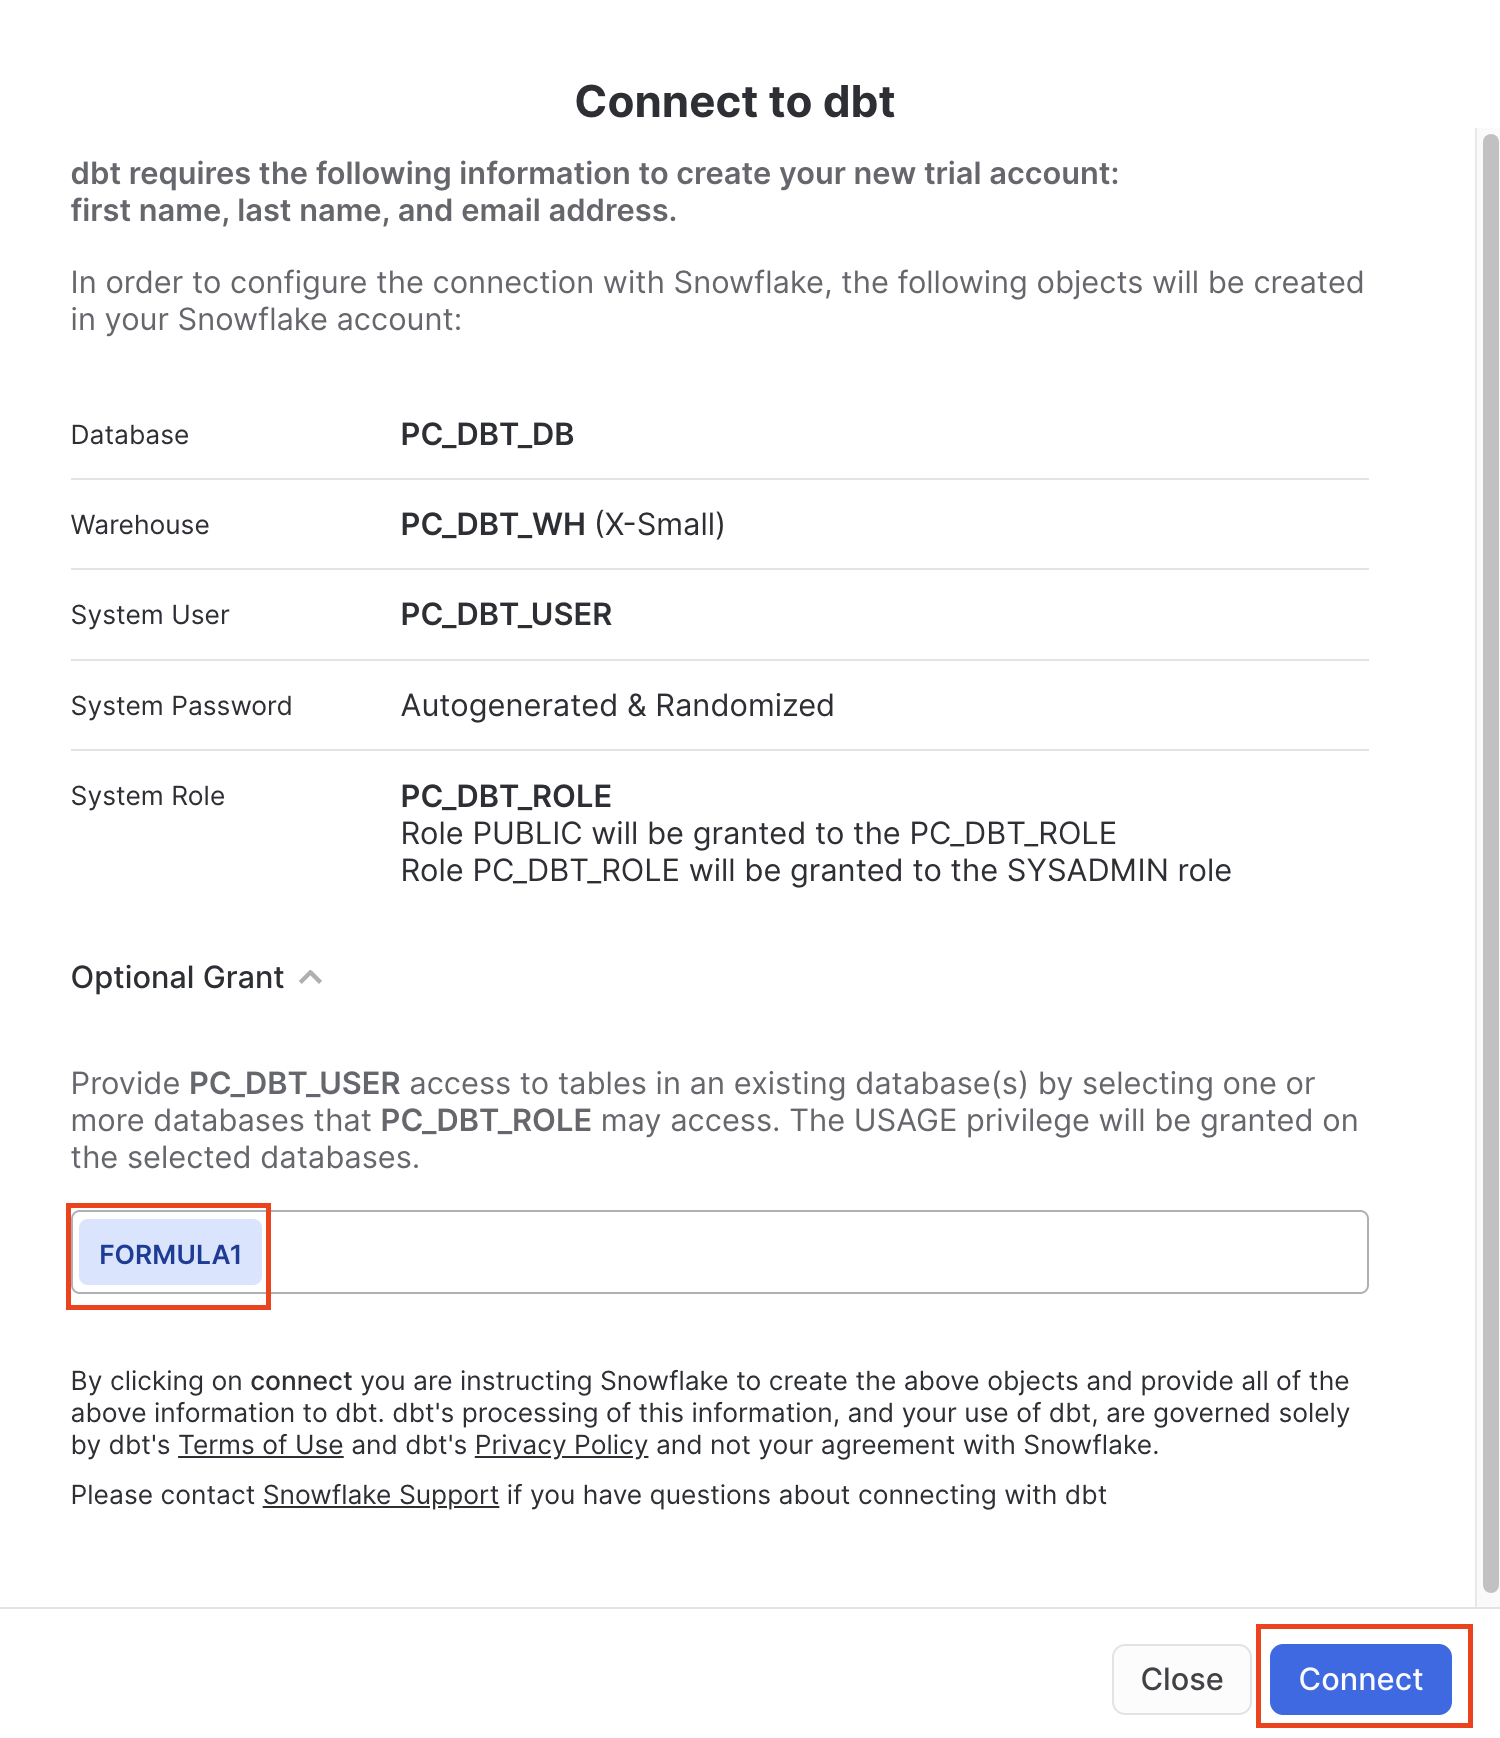 Connect to dbt
dbt requires the following information to create your new trial account:
first name, last name, and email address.
In order to configure the connection with Snowflake, the following objects will be created
in your Snowflake account:
Database PC_DBT_DB
Warehouse PC_DBT_WH (X-Small)
System User PC_DBT_USER
System Password Autogenerated & Randomized
System Role PC_DBT_ROLE
Role PUBLIC will be granted to the PC_DBT_ROLE
Role PC_DBT_ROLE will be granted to the SYSADMIN role
Optional Grant
Provide PC_DBT_USER access to tables in an existing database(s) by selecting one or
more databases that PC_DBT_ROLE may access. The USAGE privilege will be granted on
the selected databases.
FORMULA1
By clicking on connect you are instructing Snowflake to create the above objects and provide all of the
above information to dbt. dbt's processing of this information, and your use of dbt, are governed solely
by dbt's Terms of Use and dbt's Privacy Policy and not your agreement with Snowflake.
Please contact Snowflake Support if you have questions about connecting with dbt
Close Connect